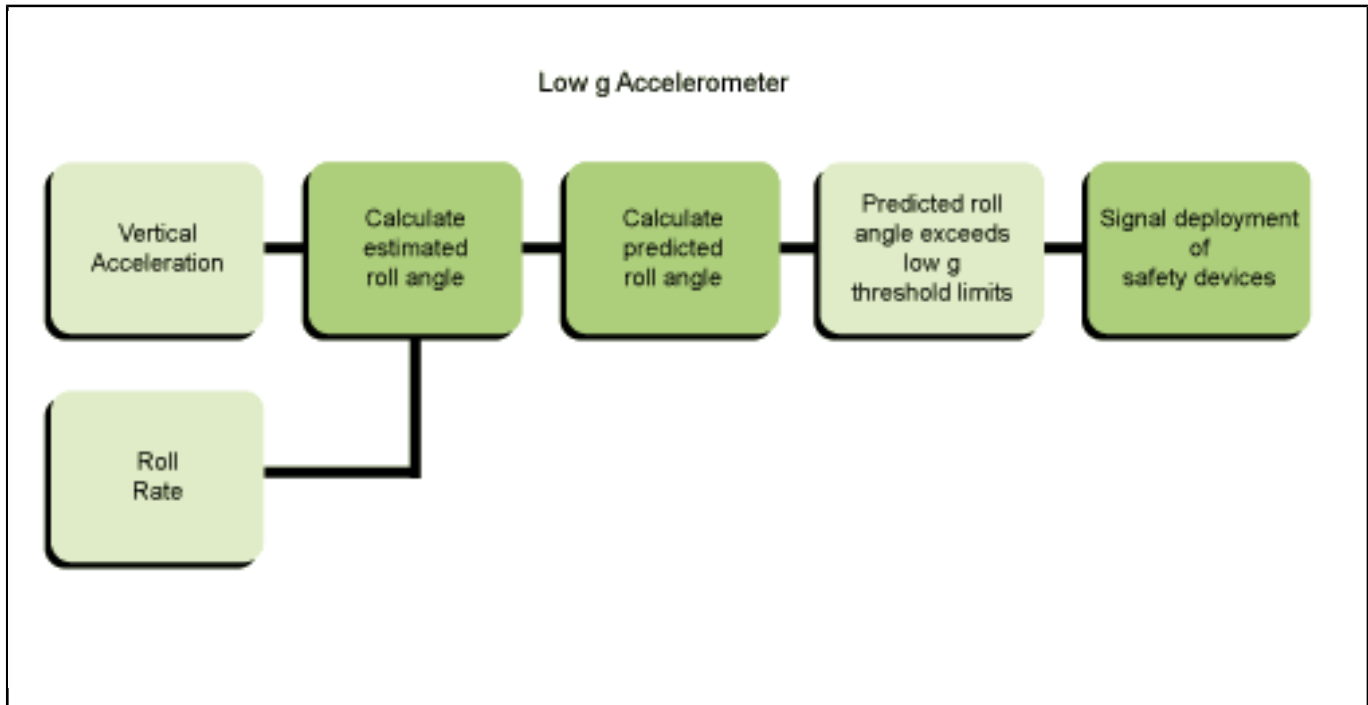 Low g Accelerometer
Vertical
Acceleration
Calculate
estimated
roll angle
Calculate
predicted
roll angle
Predicted roll
angle exceeds
low g
threshold limits
Signal deployment
of
safety devices
Roll
Rate